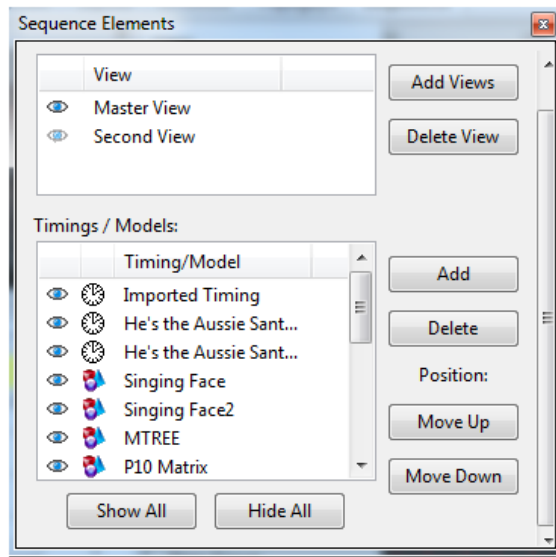 Sequence Elements
View
Add Views
Master View
Second View
Delete View
Timings / Models:
Timing/Model
Add
Imported Timing
He's the Aussie Sant...
Delete
He's the Aussie Sant...
Singing Face
Position:
Singing Face2
Move Up
MTREE
P10 Matrix
Move Down
Show All
Hide All